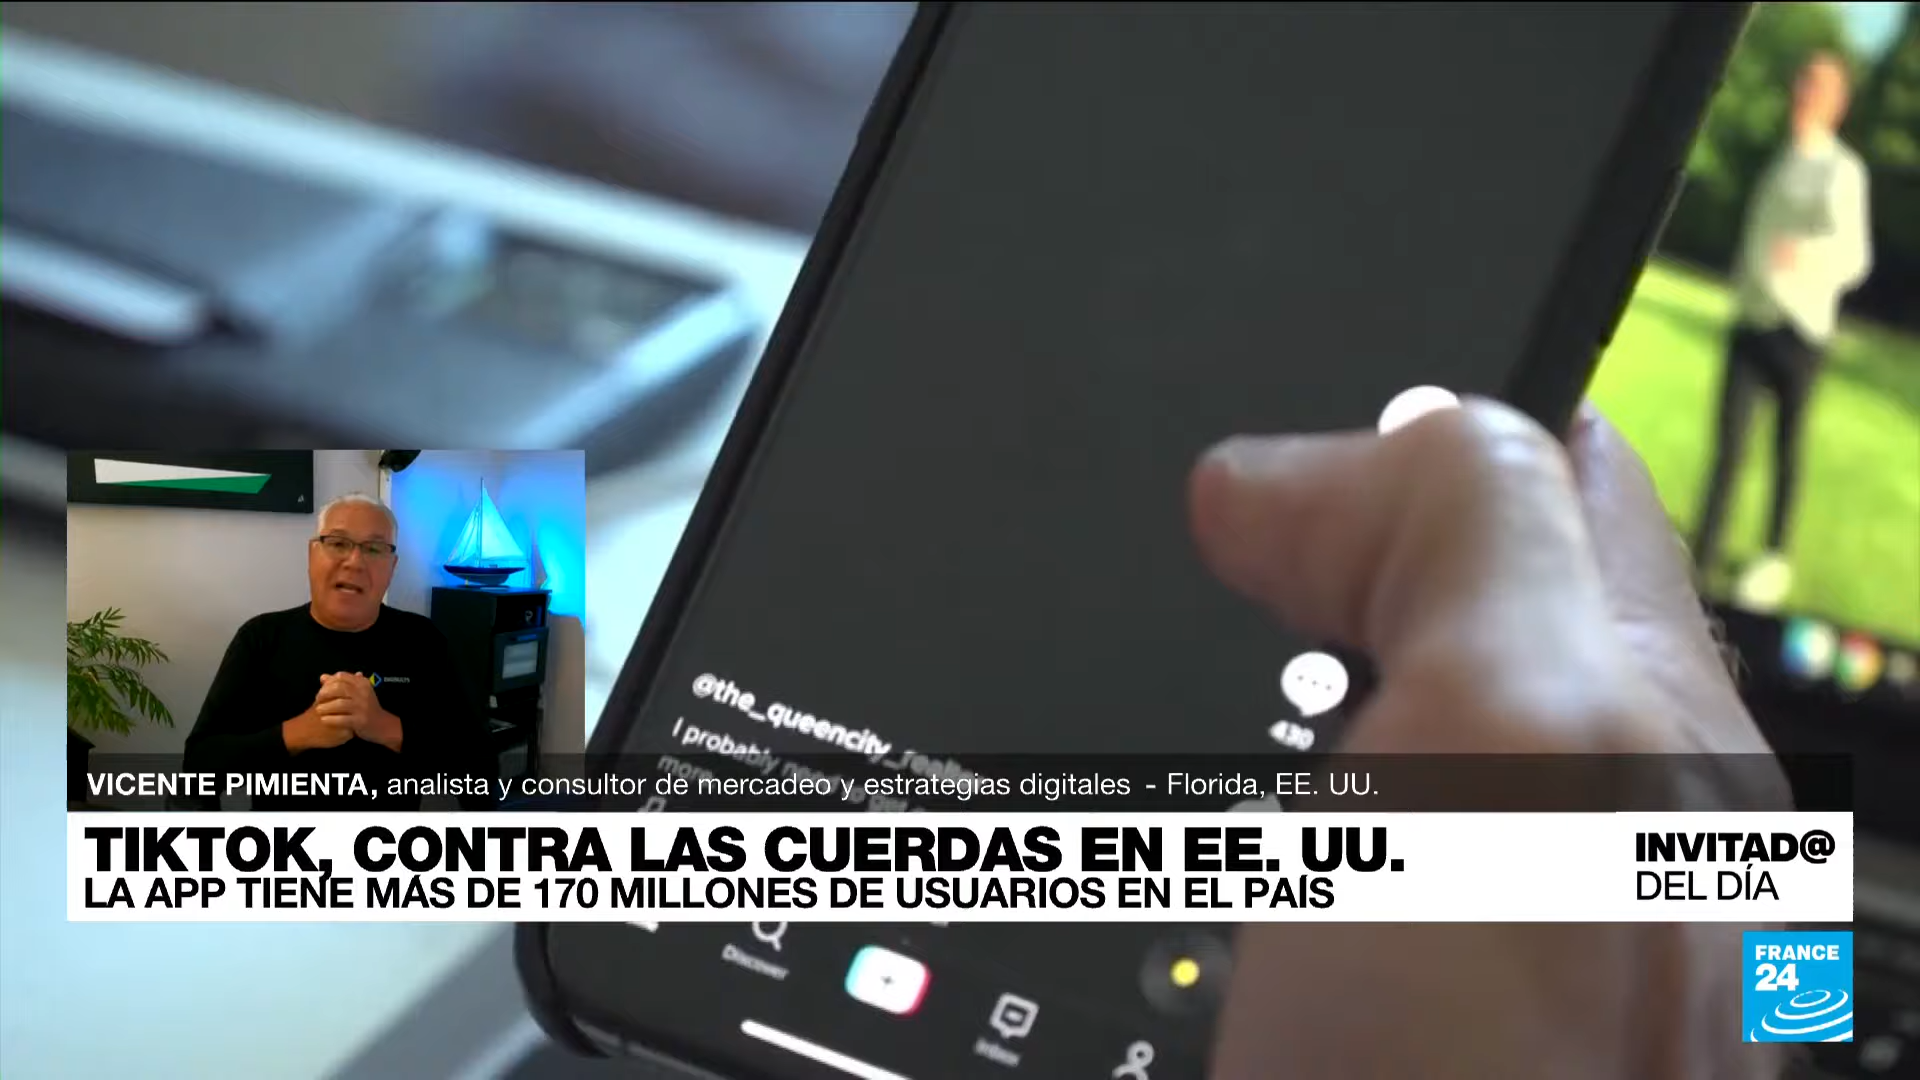 @the_queencity_
I probably
VICENTE PIMIENTA, analista y consultor de mercadeo y estrategias digitales - Florida, EE. UU.
TIKTOK, CONTRA LAS CUERDAS EN EE. UU.
LA APP TIENE MÁS DE 170 MILLONES DE USUARIOS EN EL PAÍS
INVITAD@
DEL DÍA
430
Discover
Inbox
FRANCE
24